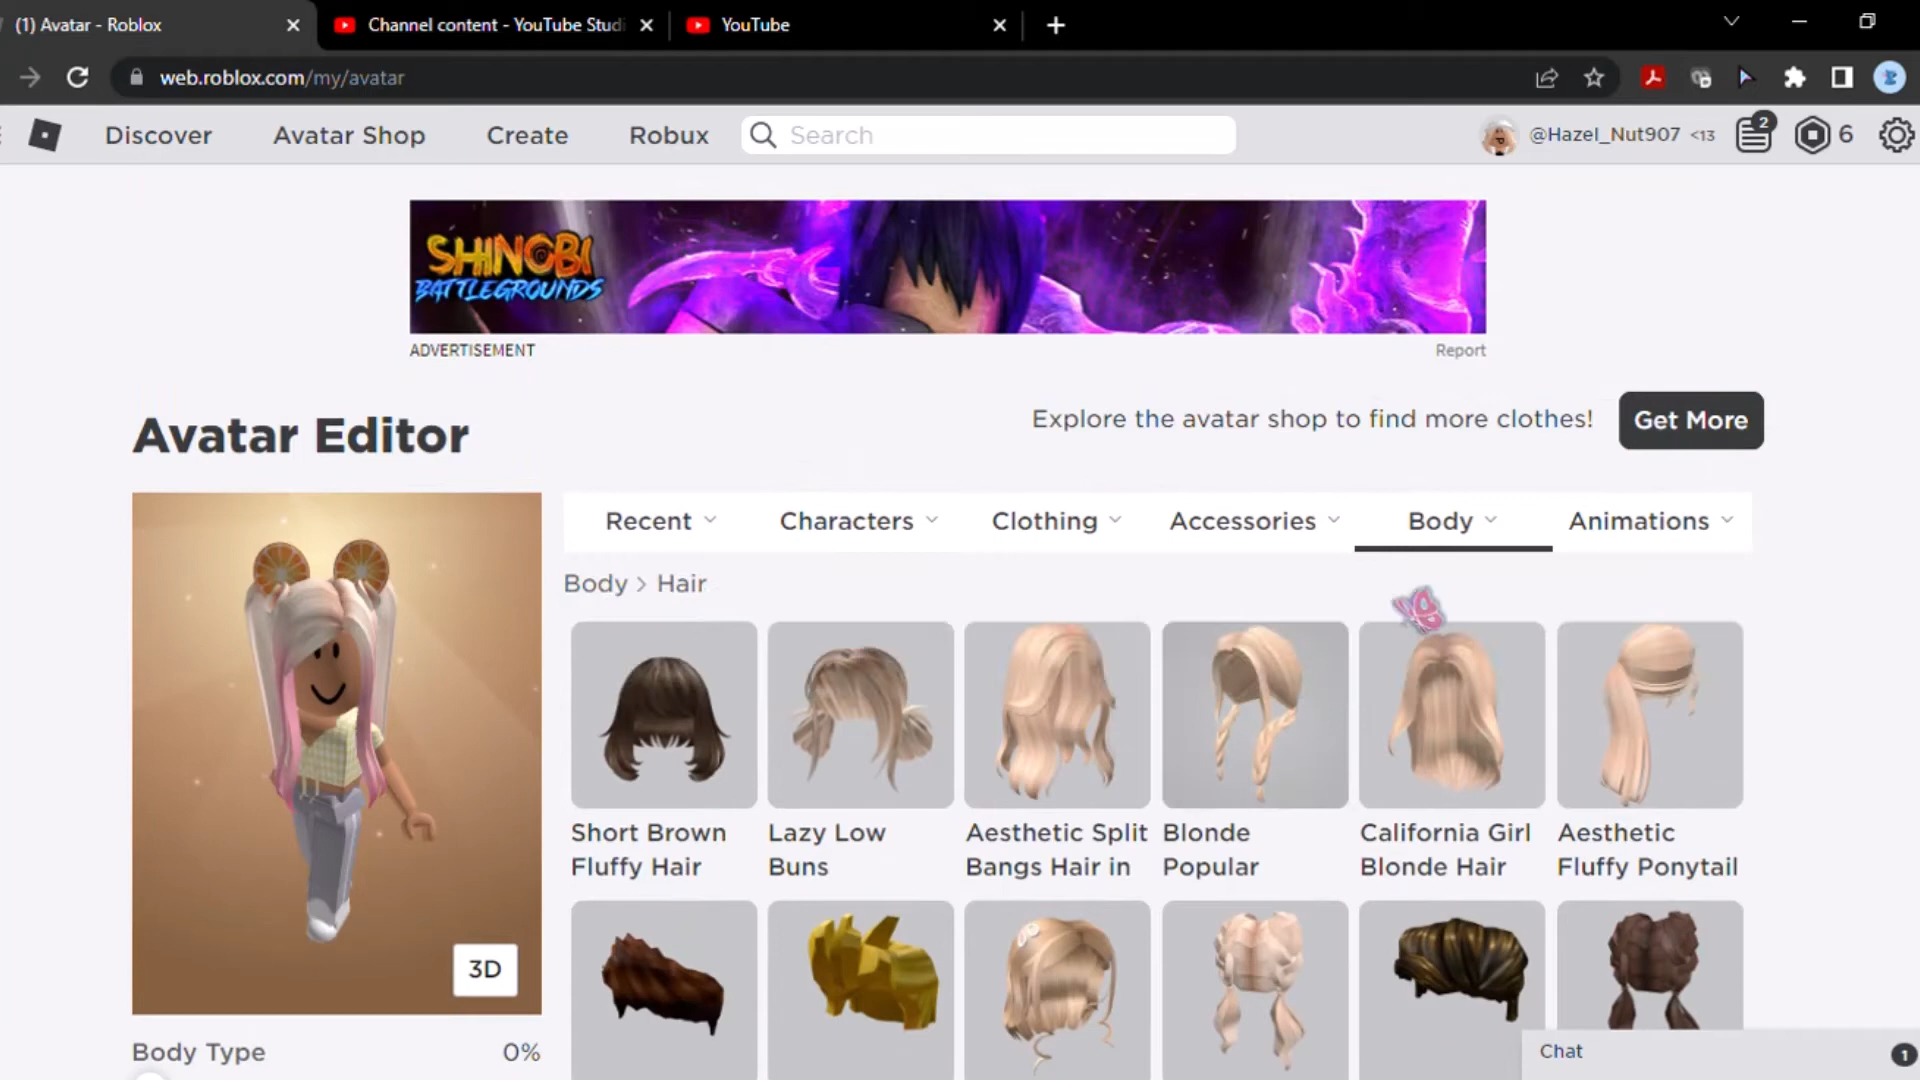 (1) Avatar - Roblox
Channel content - YouTube Studi
YouTube
web.roblox.com/my/avatar
Discover
Avatar Shop
Create
Robux
Search
@Hazel_Nut907 <13
2
6
SHINOBI
BATTLEGROUNDS
ADVERTISEMENT
Report
Avatar Editor
Explore the avatar shop to find more clothes!
Get More
Recent
Characters
Clothing
Accessories
Body
Animations
Body > Hair
Short Brown
Fluffy Hair
Lazy Low
Buns
Aesthetic Split
Bangs Hair in
Blonde
Popular
California Girl
Blonde Hair
Aesthetic
Fluffy Ponytail
3D
Body Type
0%
Chat
1